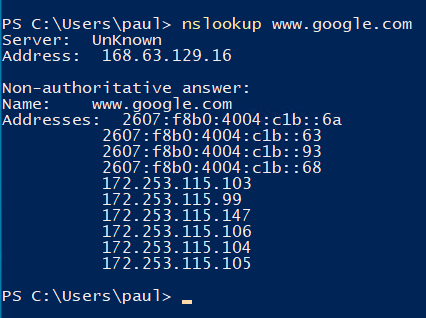 PS C:\Users\paul> nslookup www.google.com
Server:  UnKnown
Address:  168.63.129.16

Non-authoritative answer:
Name:    www.google.com
Addresses:  2607:f8b0:4004:c1b::6a
          2607:f8b0:4004:c1b::63
          2607:f8b0:4004:c1b::93
          2607:f8b0:4004:c1b::68
          172.253.115.103
          172.253.115.99
          172.253.115.147
          172.253.115.106
          172.253.115.104
          172.253.115.105

PS C:\Users\paul> _